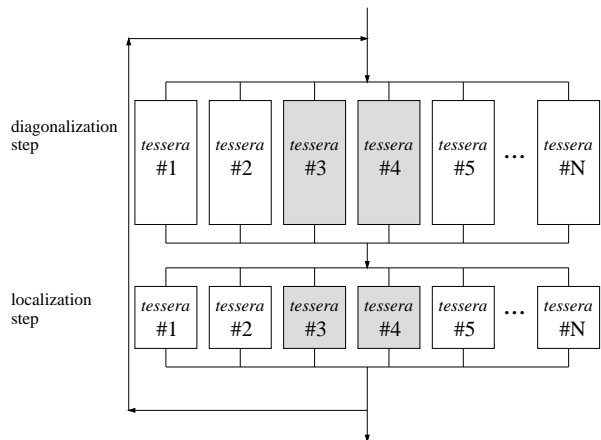 diagonalization
step
tessera
#1
tessera
#2
tessera
#3
tessera
#4
tessera
#5
...
tessera
#N
localization
step
tessera
#1
tessera
#2
tessera
#3
tessera
#4
tessera
#5
...
tessera
#N